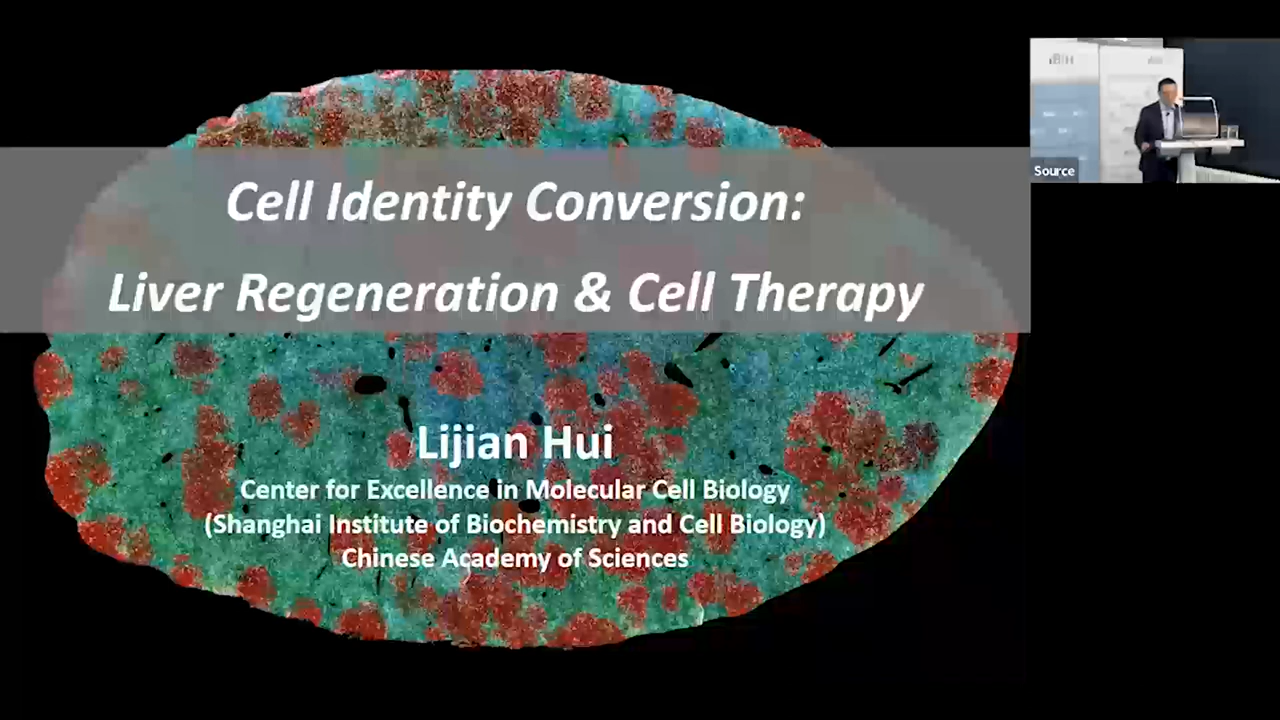 Cell Identity Conversion:
Liver Regeneration & Cell Therapy
Lijian Hui
Center for Excellence in Molecular Cell Biology
(Shanghai Institute of Biochemistry and Cell Biology)
Chinese Academy of Sciences
Source